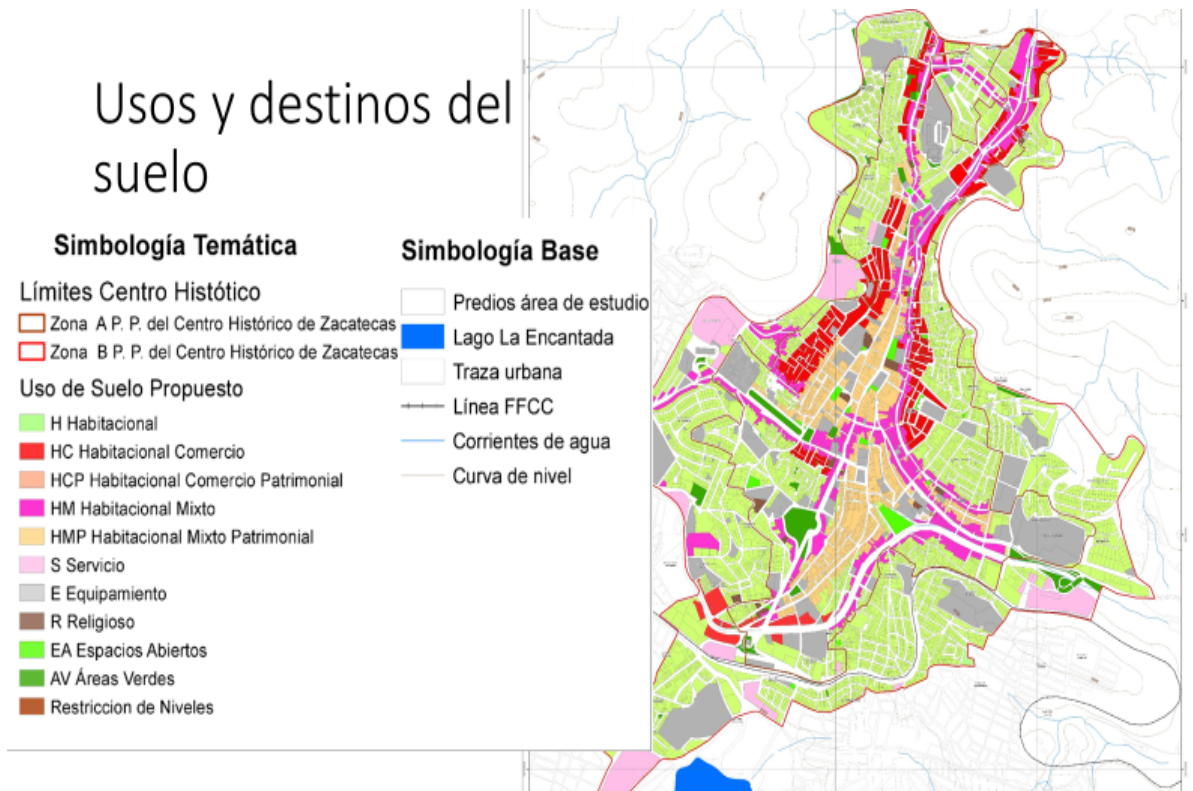 Usos y destinos del
suelo
Simbología Temática
Límites Centro Histótico
Zona A P. P. del Centro Histórico de Zacatecas
Zona B P. P. del Centro Histórico de Zacatecas
Uso de Suelo Propuesto
H Habitacional
HC Habitacional Comercio
HCP Habitacional Comercio Patrimonial
HM Habitacional Mixto
HMP Habitacional Mixto Patrimonial
S Servicio
E Equipamiento
R Religioso
EA Espacios Abiertos
AV Áreas Verdes
Restriccion de Niveles
Simbología Base
Predios área de estudio
Lago La Encantada
Traza urbana
Línea FFCC
Corrientes de agua
Curva de nivel